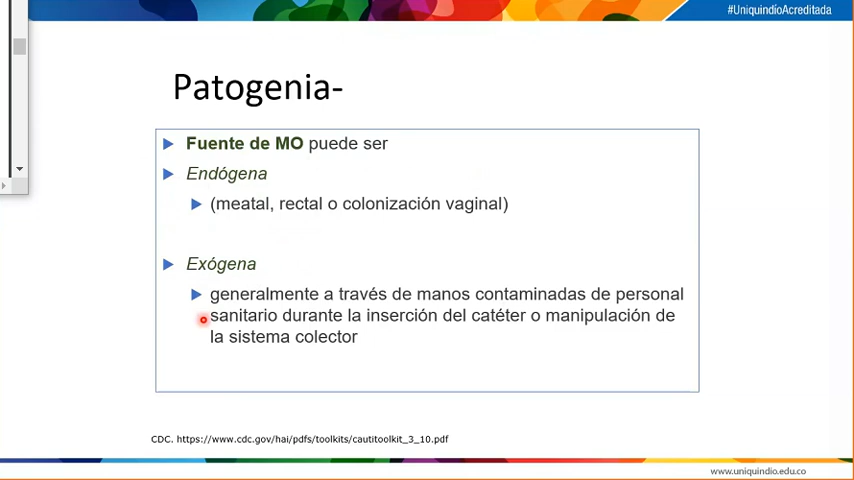 #UniquindíoAcreditada
Patogenia-
Fuente de MO puede ser
Endógena
(meatal, rectal o colonización vaginal)
Exógena
generalmente a través de manos contaminadas de personal
sanitario durante la inserción del catéter o manipulación de
la sistema colector
CDC. https://www.cdc.gov/hai/pdfs/toolkits/cautitoolkit_3_10.pdf
www.uniquindio.edu.co